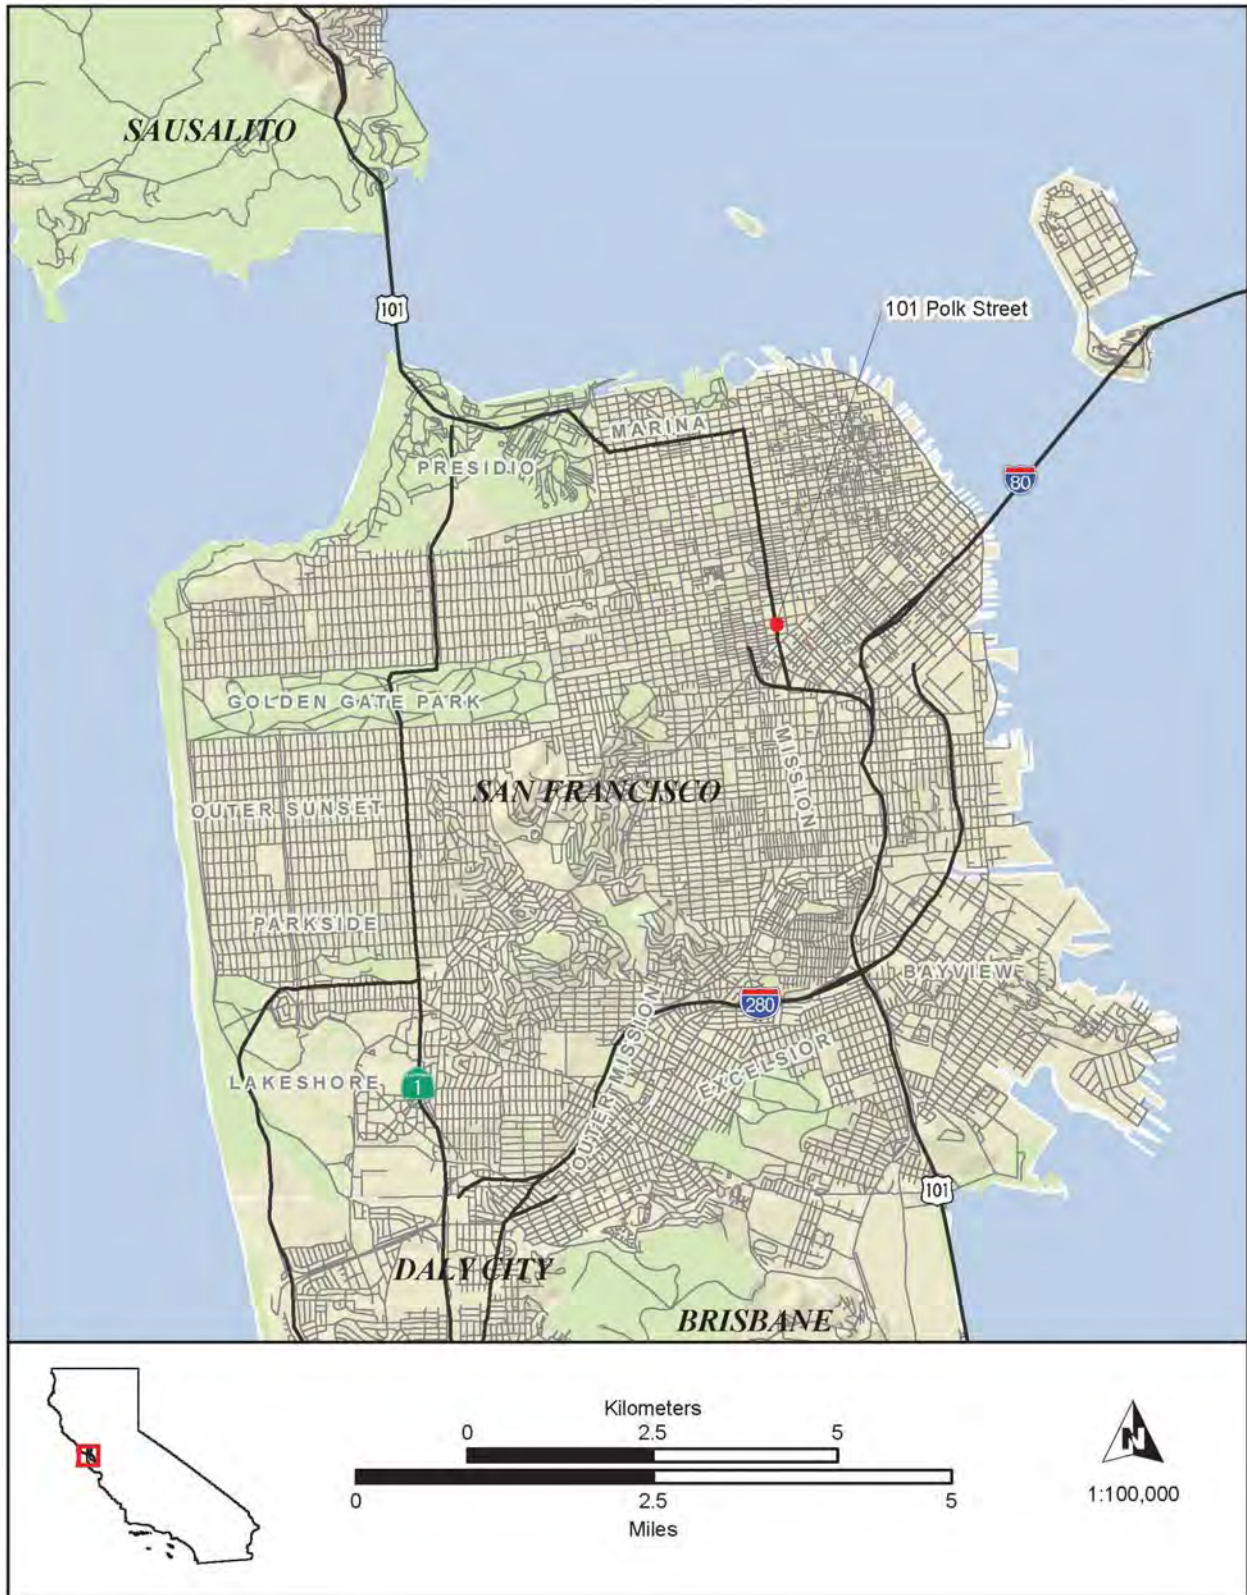 SAUSALITO
101
101 Polk Street
MARINA
PRESIDIO
80
GOLDEN GATE PARK
MISSION
SAN FRANCISCO
OUTER SUNSET
PARKSIDE
BAYVIEW
280
OUTER MISSION
EXCELSIOR
LAKESHORE
1
101
DALY CITY
BRISBANE
Kilometers
0 2.5 5
0 2.5 5
Miles
N
1:100,000